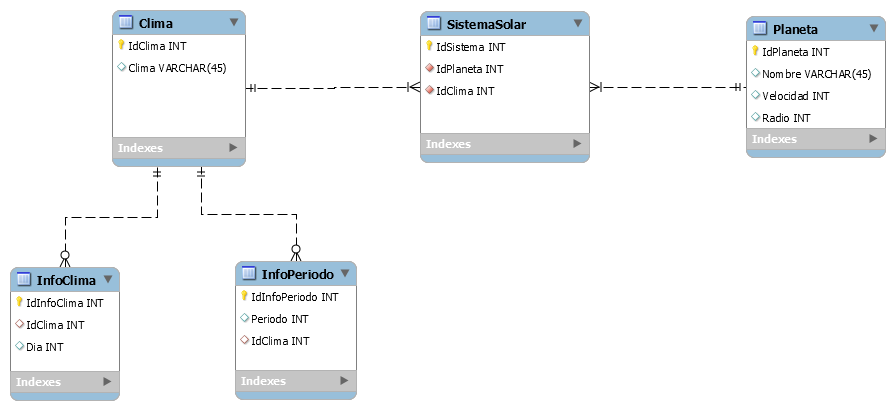 Clima
IdClima INT
Clima VARCHAR(45)
Indexes
SistemaSolar
IdSistema INT
IdPlaneta INT
IdClima INT
Indexes
Planeta
IdPlaneta INT
Nombre VARCHAR(45)
Velocidad INT
Radio INT
Indexes
InfoClima
IdInfoClima INT
IdClima INT
Dia INT
Indexes
InfoPeriodo
IdInfoPeriodo INT
Periodo INT
IdClima INT
Indexes